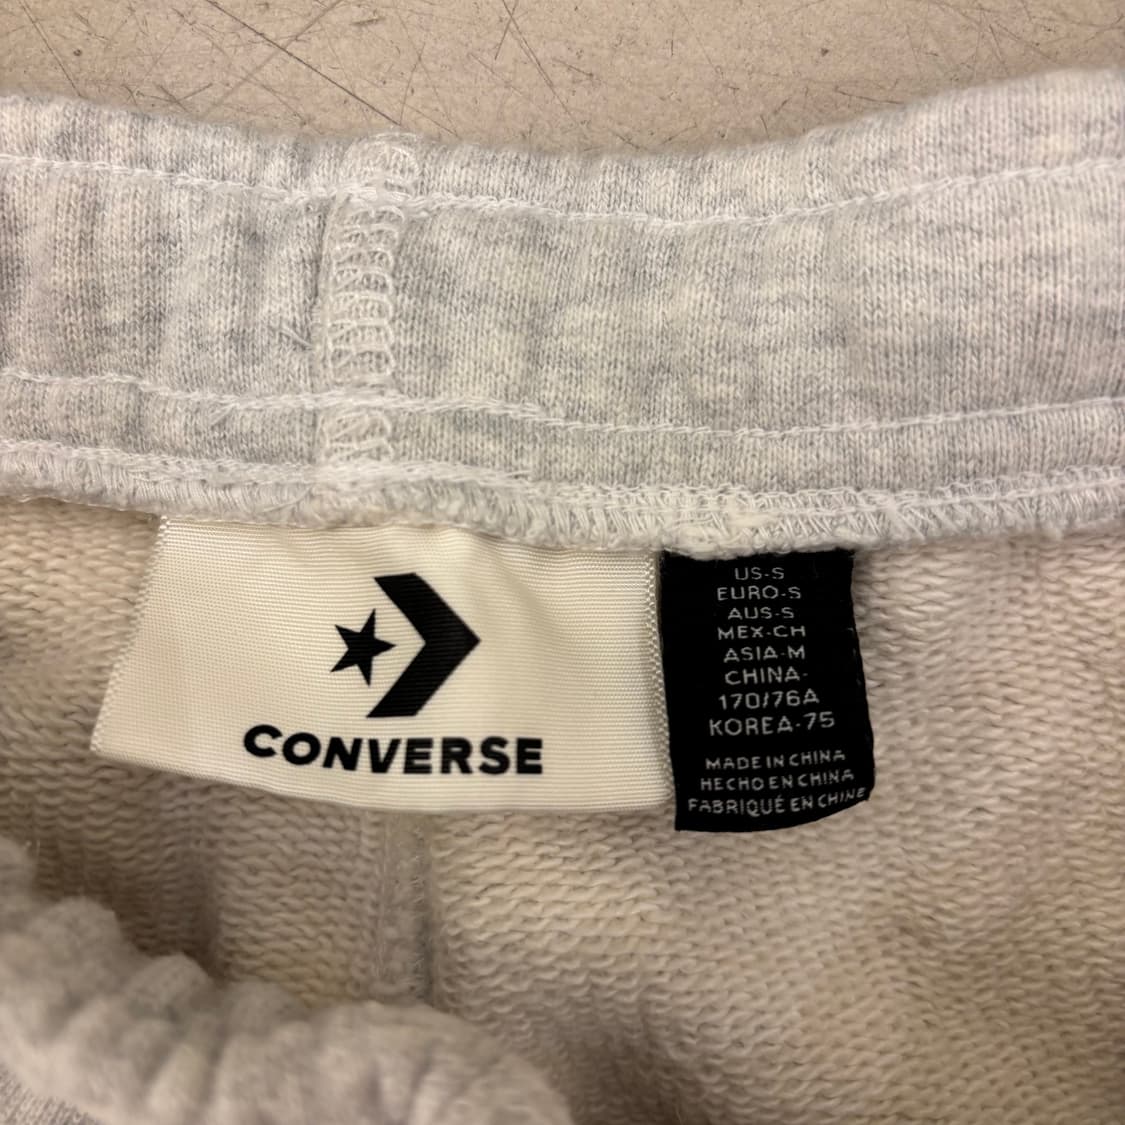 CONVERSE
US-S
EURO-S
AUS-S
MEX-CH
ASIA-M
CHINA-
170/76A
KOREA-75
MADE IN CHINA
HECHO EN CHINA
FABRIQUÉ EN CHINE